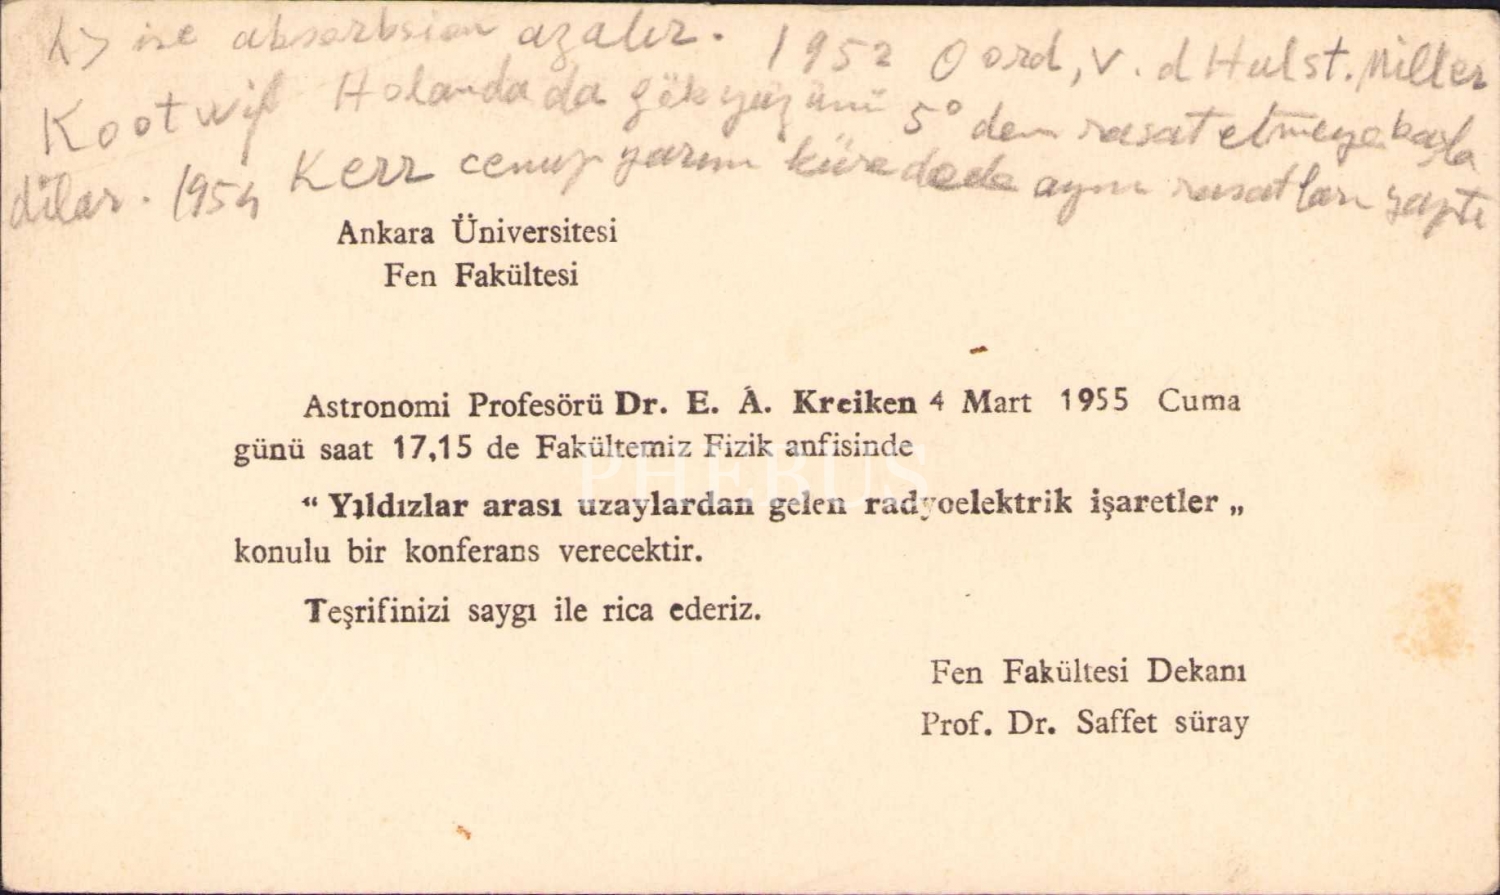 λ> ise absorbsion azalır. 1952 Oord, v. d Hulst. Miller
Kootwijk Holandada gökyüzünü 5° den rasat etmeye başla
dılar. 1954 Kerr cenup yarım kürede de aynı rasatları yaptı
Ankara Üniversitesi
Fen Fakültesi
Astronomi Profesörü Dr. E. A. Kreiken 4 Mart 1955 Cuma
günü saat 17,15 de Fakültemiz Fizik anfisinde
PHEBUS
“ Yıldızlar arası uzaylardan gelen radyoelektrik işaretler „
konulu bir konferans verecektir.
Teşrifinizi saygı ile rica ederiz.
Fen Fakültesi Dekanı
Prof. Dr. Saffet süray